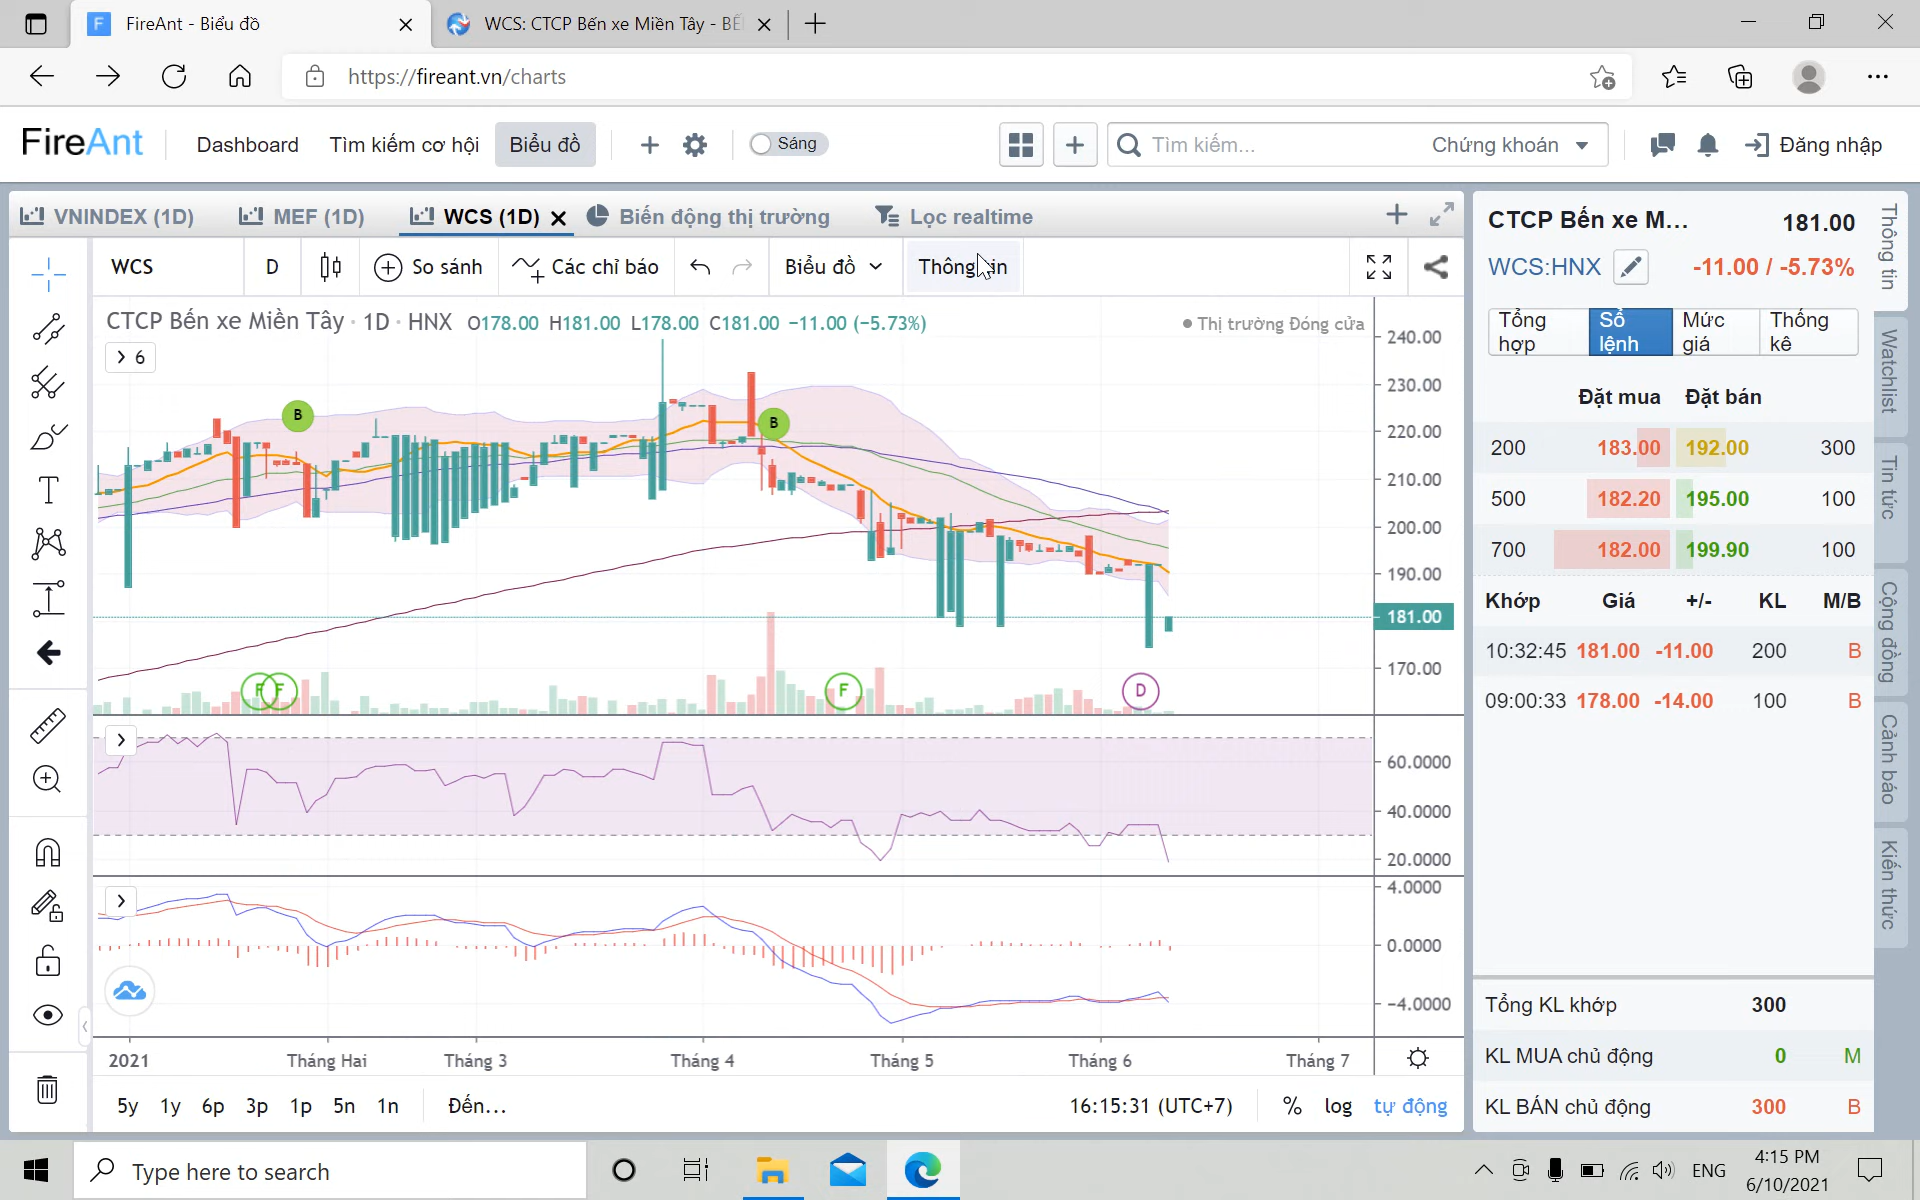 FireAnt - Biểu đồ
WCS: CTCP Bến xe Miền Tây - BẾ
https://fireant.vn/charts
FireAnt
Dashboard
Tìm kiếm cơ hội
Biểu đồ
Sáng
Tìm kiếm...
Chứng khoán
Đăng nhập
VNINDEX (1D)
MEF (1D)
WCS (1D)
Biến động thị trường
Lọc realtime
WCS
D
So sánh
Các chỉ báo
Biểu đồ
Thông tin
CTCP Bến xe Miền Tây · 1D · HNX O178.00 H181.00 L178.00 C181.00 −11.00 (−5.73%)
Thị trường Đóng cửa
6
B
B
F
F
F
D
240.00
230.00
220.00
210.00
200.00
190.00
181.00
170.00
60.0000
40.0000
20.0000
4.0000
0.0000
−4.0000
2021
Tháng Hai
Tháng 3
Tháng 4
Tháng 5
Tháng 6
Tháng 7
5y 1y 6p 3p 1p 5n 1n
Đến...
16:15:31 (UTC+7)
% log tự động
CTCP Bến xe M... 181.00
WCS:HNX -11.00 / -5.73%
Tổng hợp
Sổ lệnh
Mức giá
Thống kê
Đặt mua Đặt bán
200 183.00 192.00 300
500 182.20 195.00 100
700 182.00 199.90 100
Khớp Giá +/- KL M/B
10:32:45 181.00 -11.00 200 B
09:00:33 178.00 -14.00 100 B
Tổng KL khớp 300
KL MUA chủ động 0 M
KL BÁN chủ động 300 B
Thông tin
Watchlist
Tin tức
Cộng đồng
Cảnh báo
Kiến thức
Type here to search
ENG
4:15 PM
6/10/2021